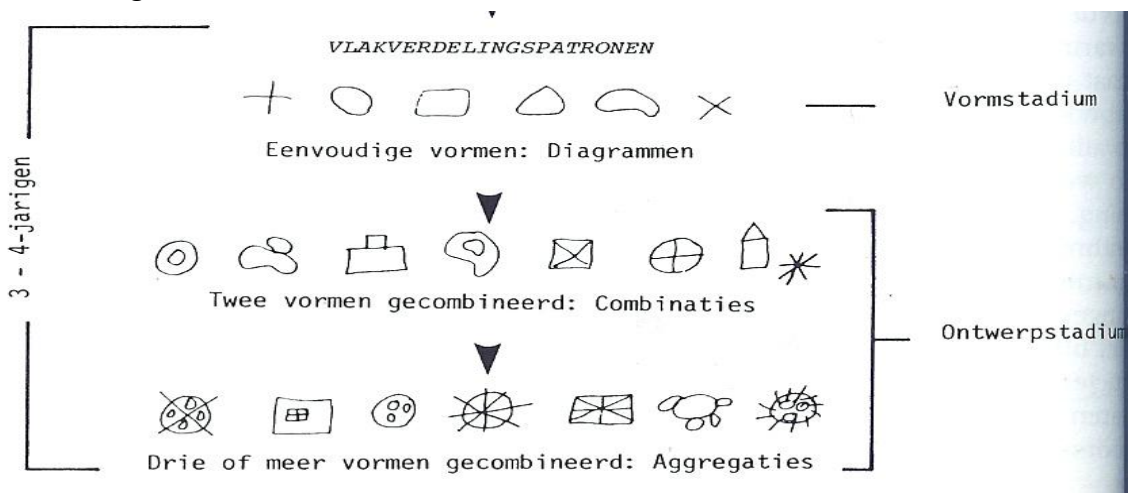 VLAKVERDELINGSPATRONEN
Vormstadium
Eenvoudige vormen: Diagrammen
3 - 4-jarigen
Twee vormen gecombineerd: Combinaties
Ontwerpstadium
Drie of meer vormen gecombineerd: Aggregaties